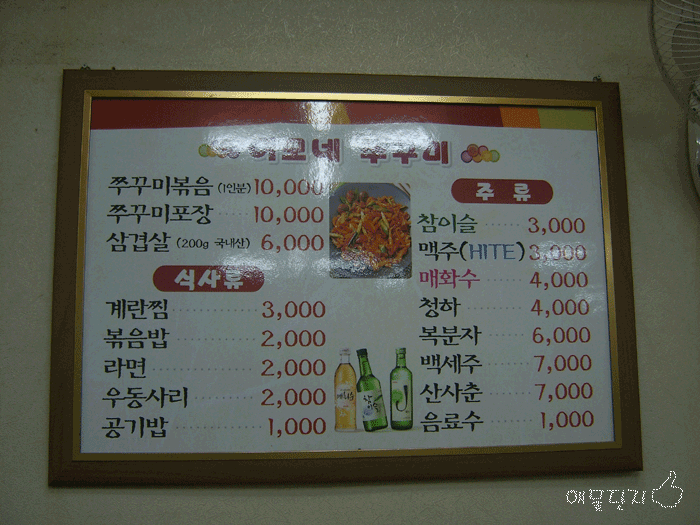 이모네 쭈꾸미
쭈꾸미볶음 (1인분) 10,000
쭈꾸미포장 10,000
삼겹살 (200g 국내산) 6,000
식사류
계란찜 3,000
볶음밥 2,000
라면 2,000
우동사리 2,000
공기밥 1,000
주 류
참이슬 3,000
맥주(HITE) 3,000
매화수 4,000
청하 4,000
복분자 6,000
백세주 7,000
산사춘 7,000
음료수 1,000
애물단지